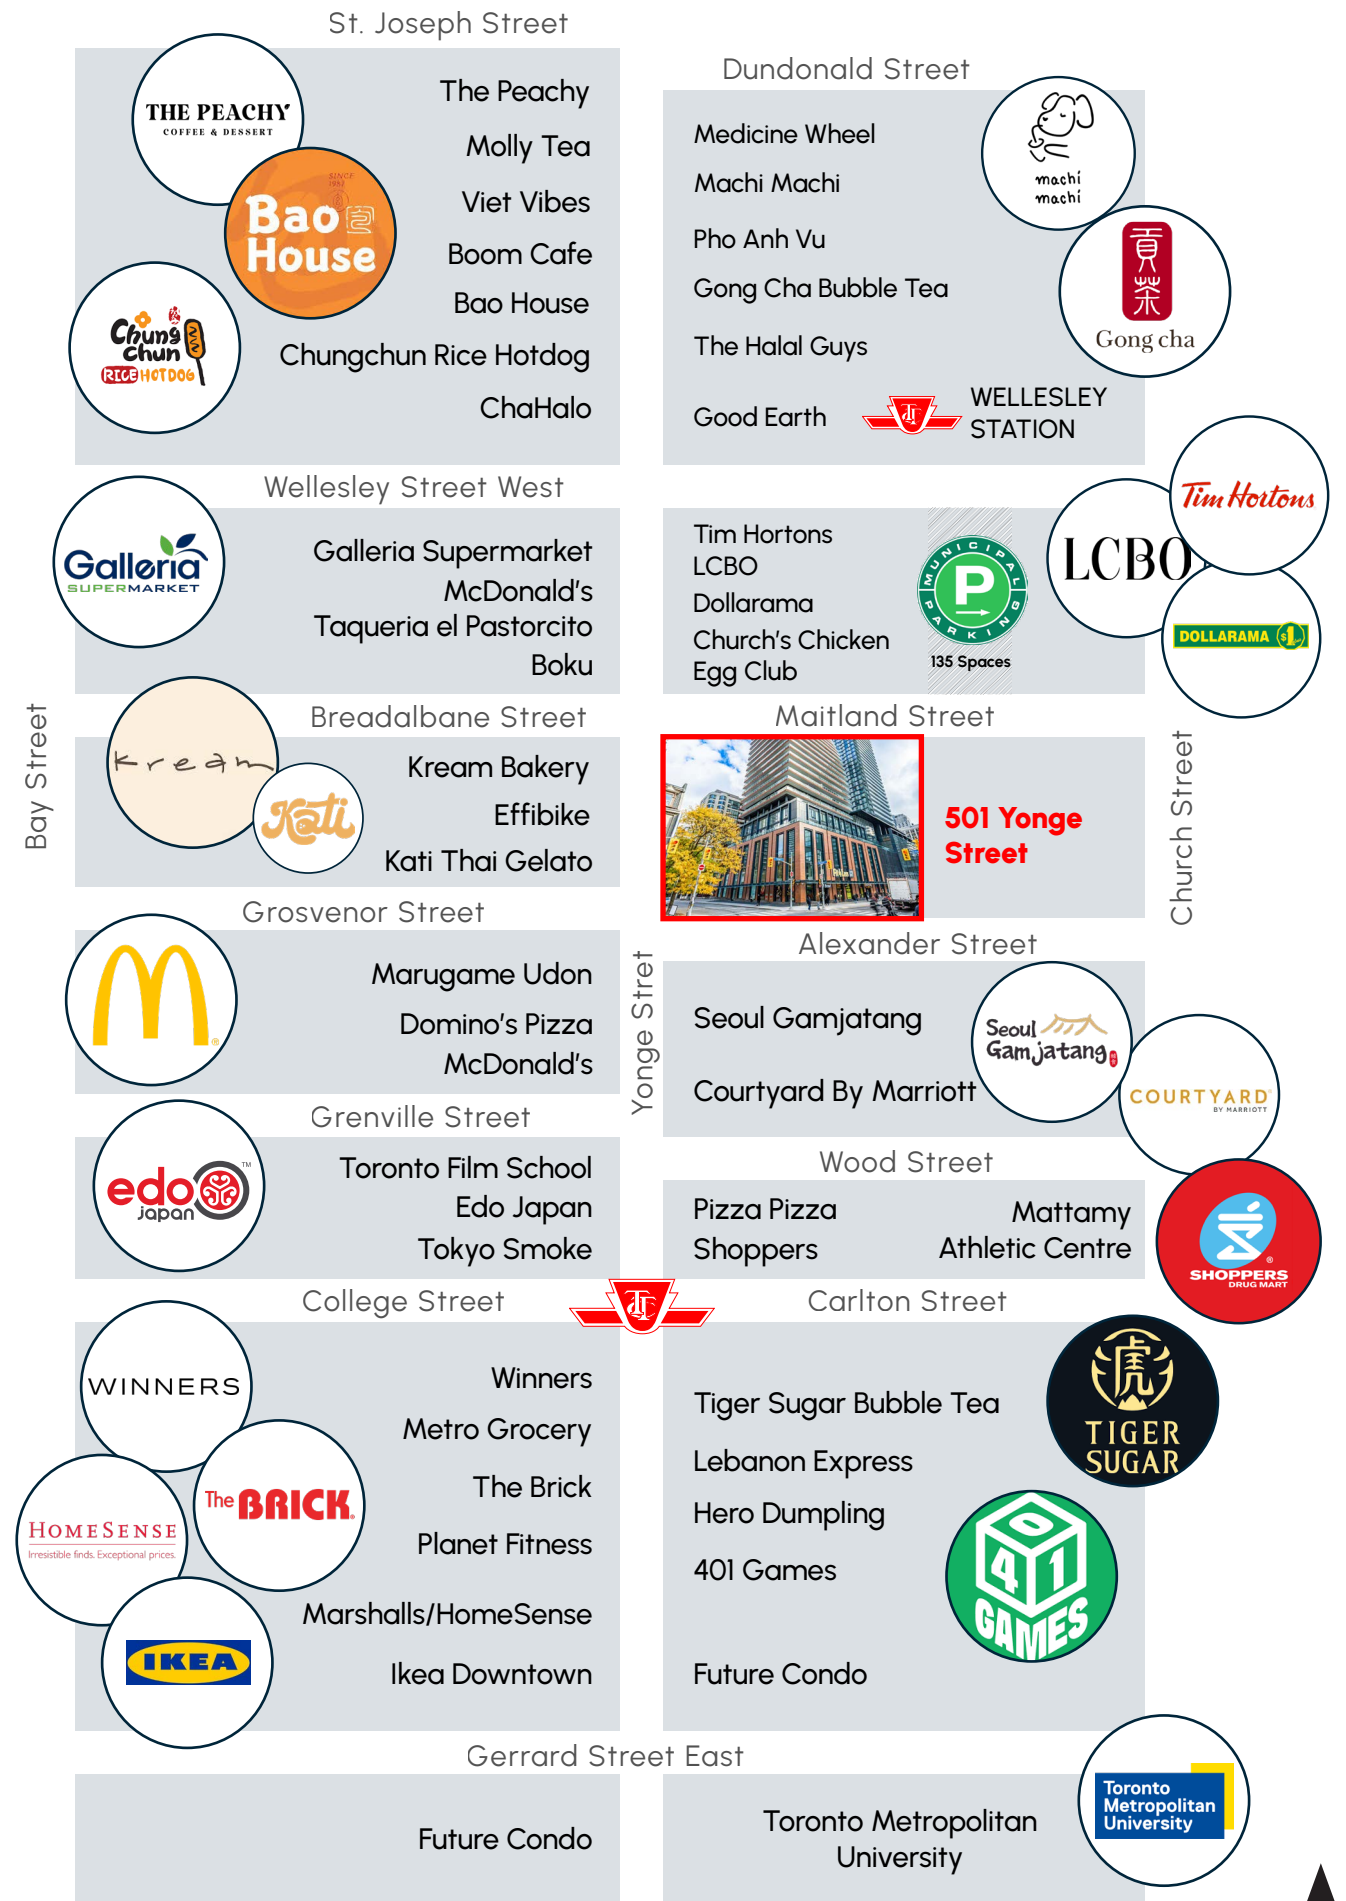 St. Joseph Street
THE PEACHY
COFFEE & DESSERT
SINCE
Bao
House
Chung
Chun
RICE HOTDOG
The Peachy
Molly Tea
Viet Vibes
Boom Cafe
Bao House
Chungchun Rice Hotdog
ChaHalo
Dundonald Street
Medicine Wheel
Machi Machi
Pho Anh Vu
Gong Cha Bubble Tea
The Halal Guys
Good Earth
WELLESLEY
STATION
machi
machi
貢
茶
Gong cha
Wellesley Street West
Galleria
SUPERMARKET
Galleria Supermarket
McDonald's
Taqueria el Pastorcito
Boku
Tim Hortons
LCBO
Dollarama
Church's Chicken
Egg Club
MUNICIPAL
P
PARKING
135 Spaces
LCBO
Tim Hortons
DOLLARAMA $1
Bay Street
Breadalbane Street
kream
Kati
Kream Bakery
Effibike
Kati Thai Gelato
Maitland Street
501 Yonge
Street
Church Street
Grosvenor Street
Marugame Udon
Domino's Pizza
McDonald's
Yonge Stret
Alexander Street
Seoul Gamjatang
Courtyard By Marriott
Seoul
Gamjatang
COURTYARD
BY MARRIOTT
Grenville Street
edo
japan
TM
Toronto Film School
Edo Japan
Tokyo Smoke
Wood Street
Pizza Pizza
Shoppers
Mattamy
Athletic Centre
SHOPPERS
DRUG MART
College Street
Carlton Street
WINNERS
The BRICK
HOMESENSE
Irresistible finds. Exceptional prices.
IKEA
Winners
Metro Grocery
The Brick
Planet Fitness
Marshalls/HomeSense
Ikea Downtown
Tiger Sugar Bubble Tea
Lebanon Express
Hero Dumpling
401 Games
Future Condo
虎
TIGER
SUGAR
401
GAMES
Gerrard Street East
Future Condo
Toronto Metropolitan
University
Toronto
Metropolitan
University